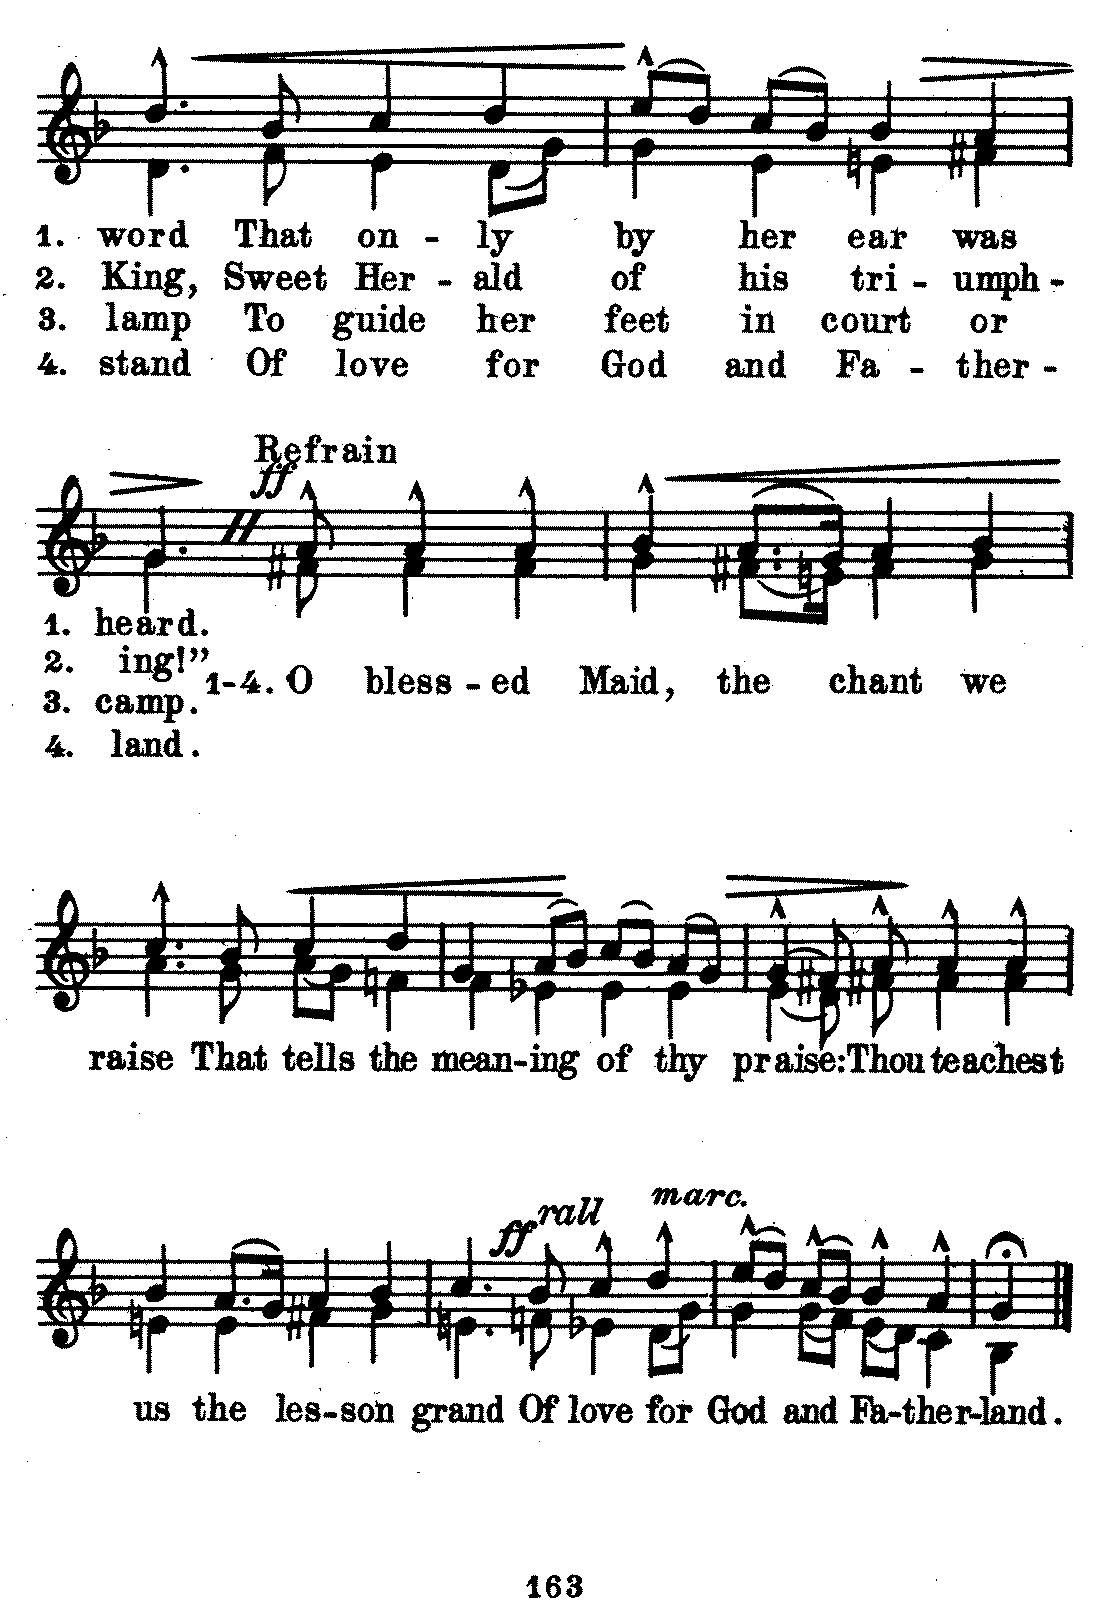 1. word That on - ly by her ear was
2. King, Sweet Her - ald of his tri - umph -
3. lamp To guide her feet in court or
4. stand Of love for God and Fa - ther -
Refrain
ff
1. heard.
2. ing!”
1-4. O bless - ed Maid, the chant we
3. camp.
4. land.
raise That tells the mean-ing of thy praise: Thou teachest
ff rall marc.
us the les-son grand Of love for God and Fa-ther-land.
163